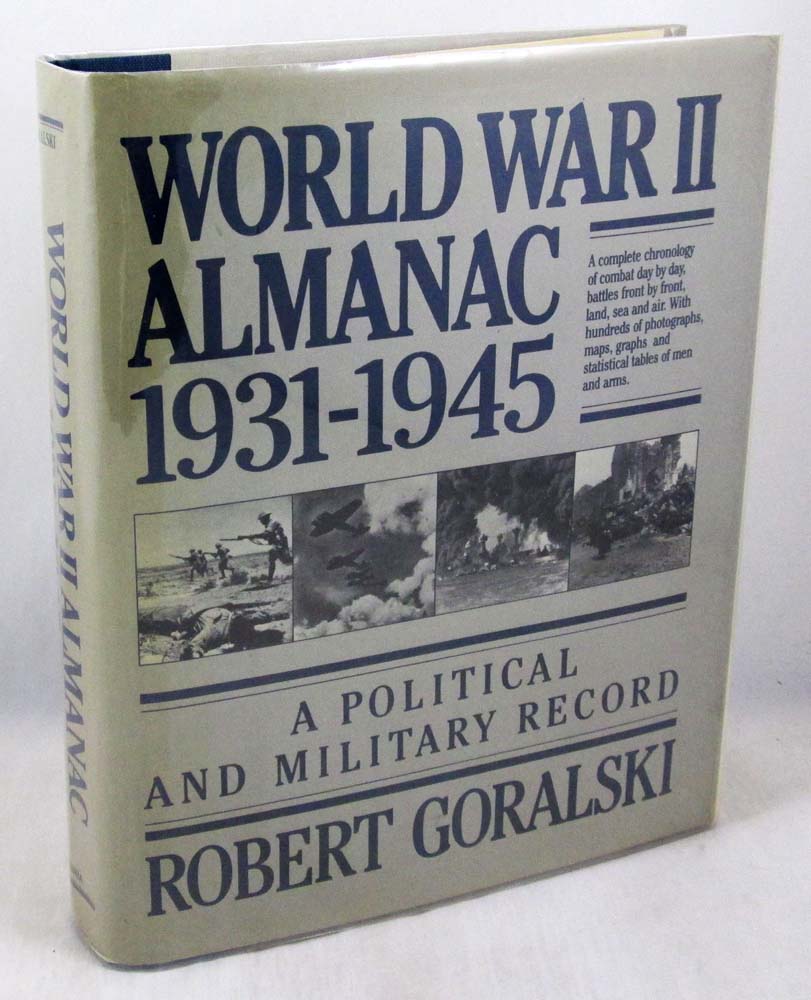 WORLD WAR II
ALMANAC
1931-1945
A complete chronology
of combat day by day,
battles front by front,
land, sea and air. With
hundreds of photographs,
maps, graphs and
statistical tables of men
and arms.
A POLITICAL
AND MILITARY RECORD
ROBERT GORALSKI
WORLD WAR II ALMANAC